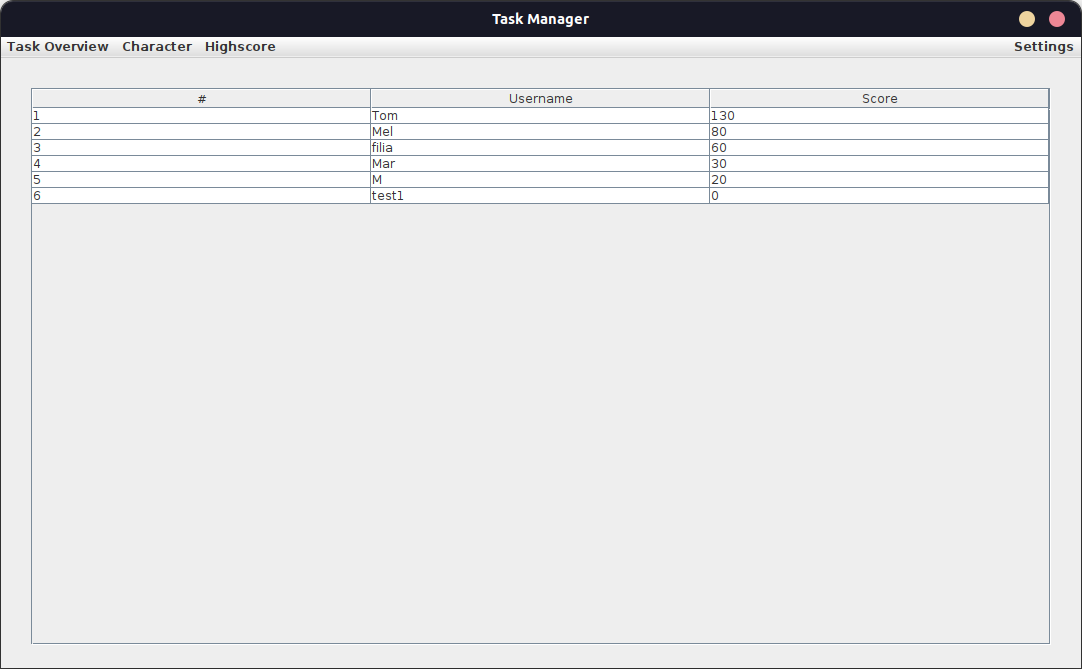 Task Manager
Task Overview Character Highscore Settings
# Username Score
1 Tom 130
2 Mel 80
3 filia 60
4 Mar 30
5 M 20
6 test1 0